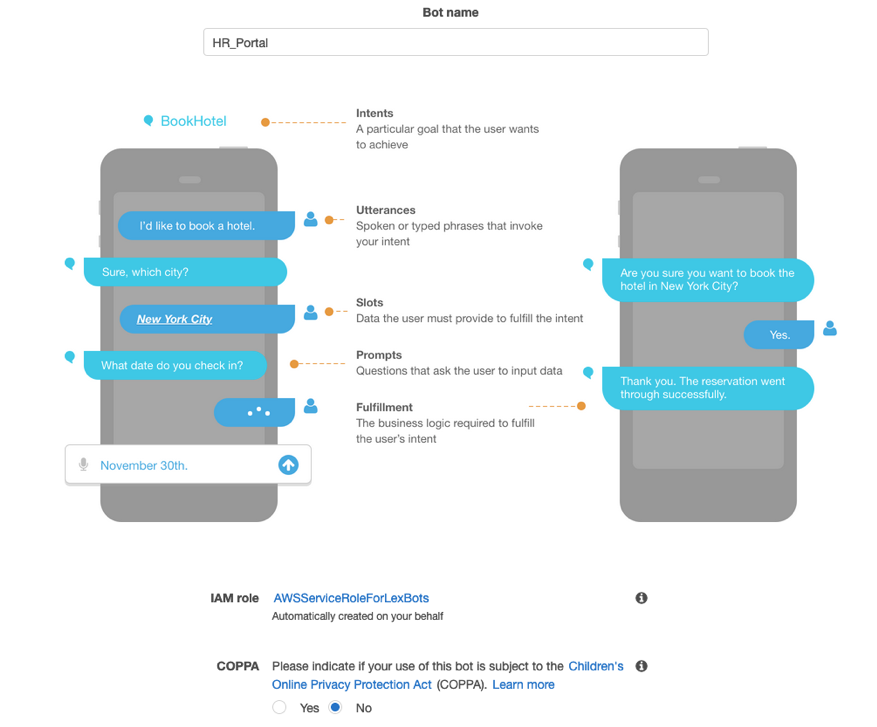 Bot name
HR_Portal
BookHotel
Intents
A particular goal that the user wants
to achieve
I'd like to book a hotel.
Utterances
Spoken or typed phrases that invoke
your intent
Sure, which city?
New York City
Slots
Data the user must provide to fulfill the intent
What date do you check in?
Prompts
Questions that ask the user to input data
Fulfillment
The business logic required to fulfill
the user's intent
November 30th.
Are you sure you want to book the
hotel in New York City?
Yes.
Thank you. The reservation went
through successfully.
IAM role
AWSServiceRoleForLexBots
Automatically created on your behalf
COPPA
Please indicate if your use of this bot is subject to the Children's
Online Privacy Protection Act (COPPA). Learn more
Yes No